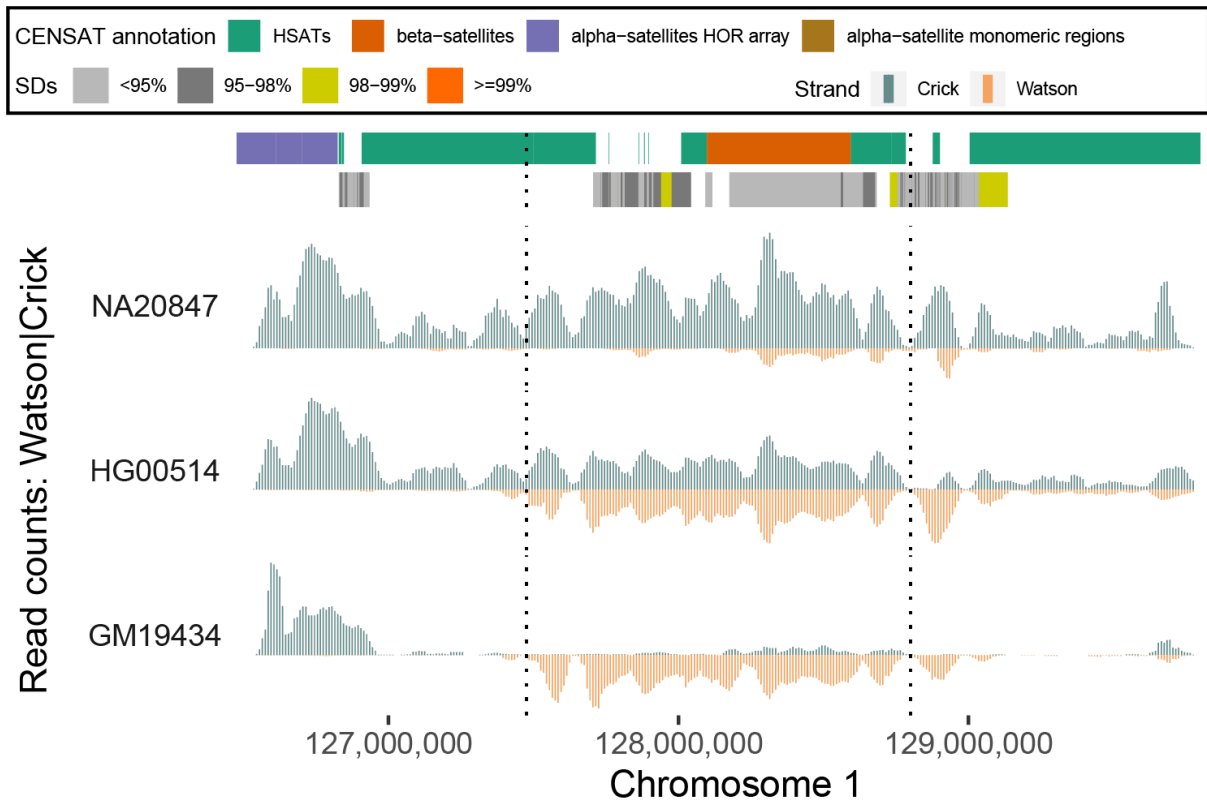 CENSAT annotation HSATs beta−satellites alpha−satellites HOR array alpha−satellite monomeric regions
SDs <95% 95−98% 98−99% >=99% Strand Crick Watson
Read counts: Watson|Crick
NA20847
HG00514
GM19434
127,000,000 128,000,000 129,000,000
Chromosome 1